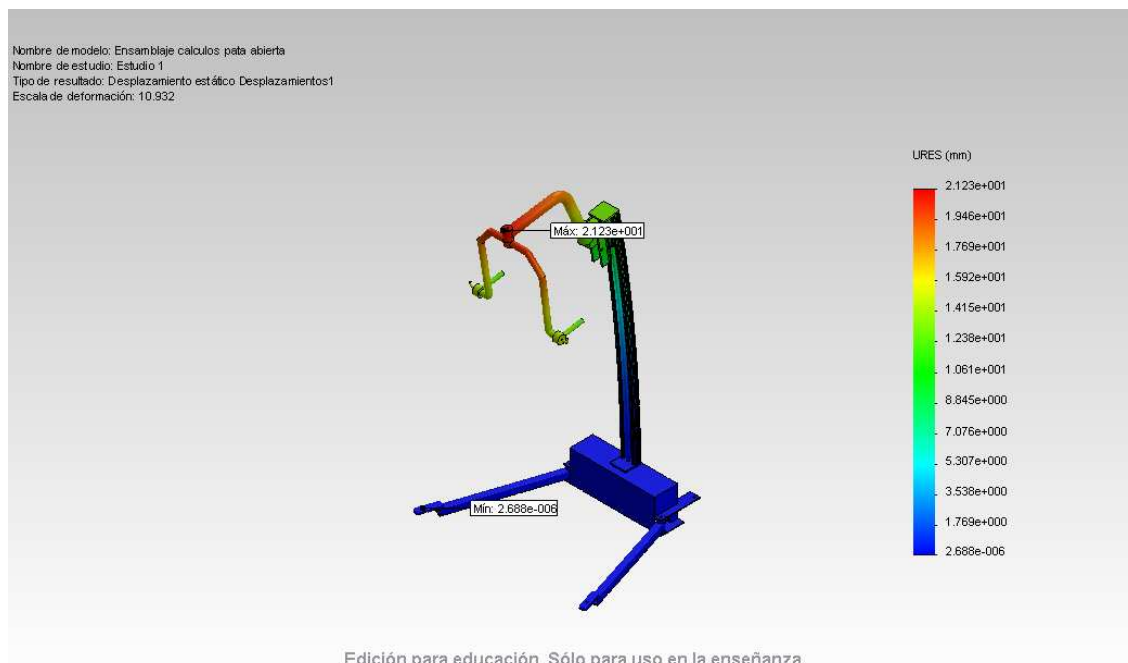 Nombre de modelo: Ensamblaje calculos pata abierta
Nombre de estudio: Estudio 1
Tipo de resultado: Desplazamiento estático Desplazamientos1
Escala de deformación: 10.932
URES (mm)
2.123e+001
1.946e+001
1.769e+001
1.592e+001
1.415e+001
1.238e+001
1.061e+001
8.845e+000
7.076e+000
5.307e+000
3.538e+000
1.769e+000
2.688e-006
Máx: 2.123e+001
Mín: 2.688e-006
Edición para educación. Sólo para uso en la enseñanza.